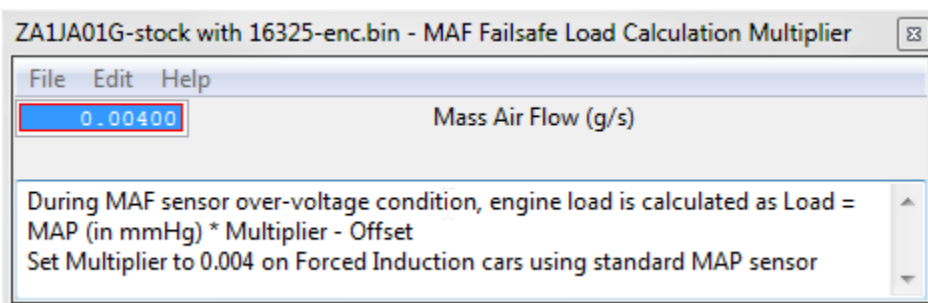 ZA1JA01G-stock with 16325-enc.bin - MAF Failsafe Load Calculation Multiplier
File Edit Help
0.00400 Mass Air Flow (g/s)
During MAF sensor over-voltage condition, engine load is calculated as Load =
MAP (in mmHg) * Multiplier - Offset
Set Multiplier to 0.004 on Forced Induction cars using standard MAP sensor